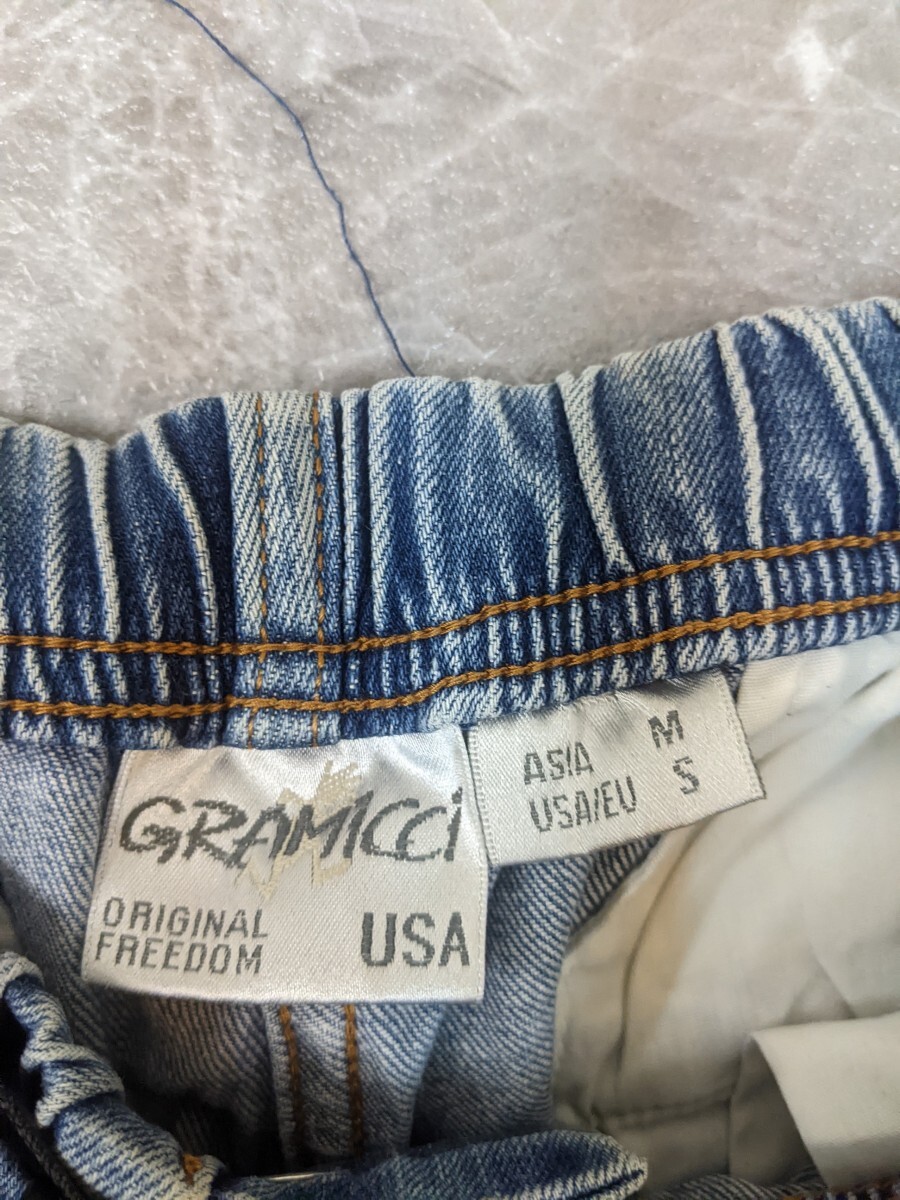 GRAMICCI
ORIGINAL
FREEDOM
USA
ASIA M
USA/EU S